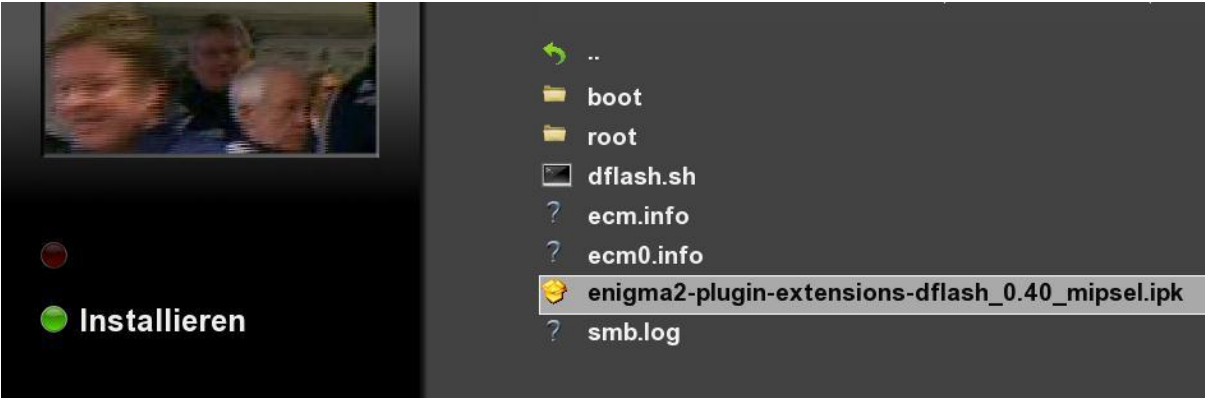 ..
boot
root
dflash.sh
ecm.info
ecm0.info
enigma2-plugin-extensions-dflash_0.40_mipsel.ipk
smb.log
Installieren